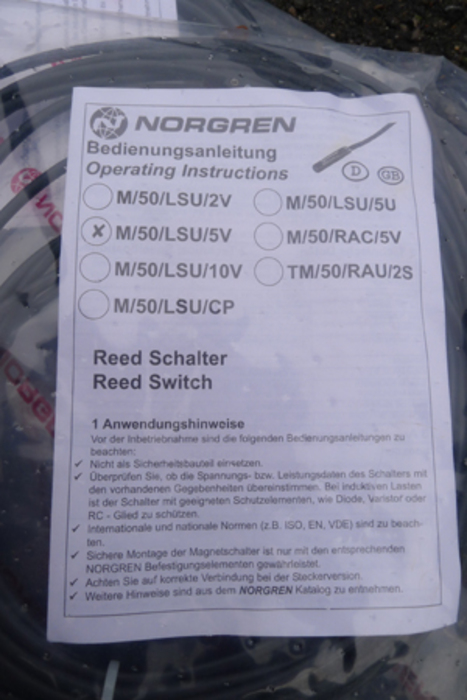 NORGREN
Bedienungsanleitung
Operating Instructions
D GB
M/50/LSU/2V M/50/LSU/5U
✗ M/50/LSU/5V M/50/RAC/5V
M/50/LSU/10V TM/50/RAU/2S
M/50/LSU/CP
Reed Schalter
Reed Switch
1 Anwendungshinweise
Vor der Inbetriebnahme sind die folgenden Bedienungsanleitungen zu
beachten:
✓ Nicht als Sicherheitsbauteil einsetzen.
✓ Überprüfen Sie, ob die Spannungs- bzw. Leistungsdaten des Schalters mit
den vorhandenen Gegebenheiten übereinstimmen. Bei induktiven Lasten
ist der Schalter mit geeigneten Schutzelementen, wie Diode, Varistor oder
RC - Glied zu schützen.
✓ Internationale und nationale Normen (z.B. ISO, EN, VDE) sind zu beach-
ten.
✓ Sichere Montage der Magnetschalter ist nur mit den entsprechenden
NORGREN Befestigungselementen gewährleistet.
✓ Achten Sie auf korrekte Verbindung bei der Steckerversion.
✓ Weitere Hinweise sind aus dem NORGREN Katalog zu entnehmen.